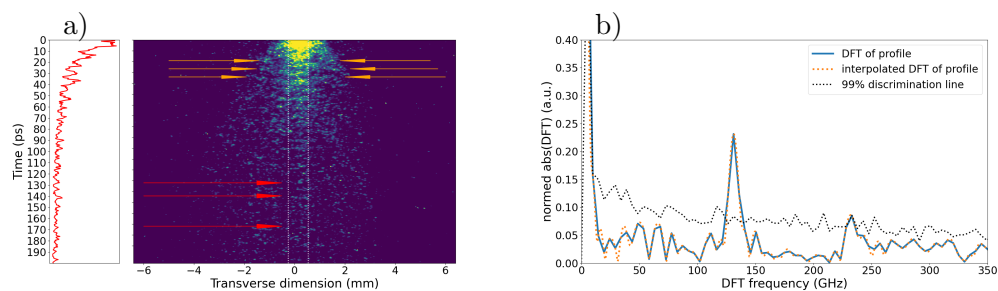 a)
0
10
20
30
40
50
60
70
80
90
100
110
120
130
140
150
160
170
180
190
Time (ps)
−6 −4 −2 0 2 4 6
Transverse dimension (mm)
b)
0.40
0.35
0.30
0.25
0.20
0.15
0.10
0.05
0.00
normed abs(DFT) (a.u.)
DFT of profile
interpolated DFT of profile
99% discrimination line
0 50 100 150 200 250 300 350
DFT frequency (GHz)